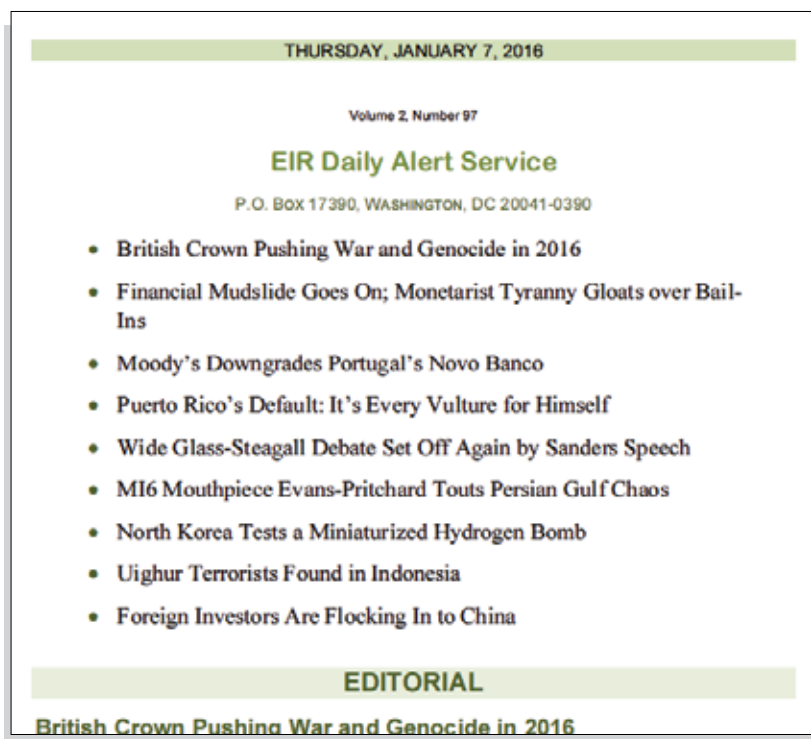 THURSDAY, JANUARY 7, 2016
Volume 2, Number 97
EIR Daily Alert Service
P.O. BOX 17390, WASHINGTON, DC 20041-0390
• British Crown Pushing War and Genocide in 2016
• Financial Mudslide Goes On; Monetarist Tyranny Gloats over Bail-
Ins
• Moody's Downgrades Portugal's Novo Banco
• Puerto Rico's Default: It's Every Vulture for Himself
• Wide Glass-Steagall Debate Set Off Again by Sanders Speech
• MI6 Mouthpiece Evans-Pritchard Touts Persian Gulf Chaos
• North Korea Tests a Miniaturized Hydrogen Bomb
• Uighur Terrorists Found in Indonesia
• Foreign Investors Are Flocking In to China
EDITORIAL
British Crown Pushing War and Genocide in 2016